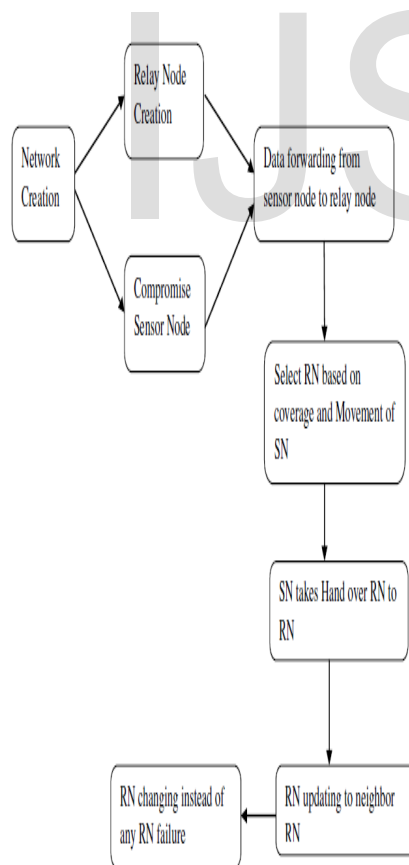 IJS
Relay Node
Creation
Network
Creation
Data forwarding from
sensor node to relay node
Compromise
Sensor Node
Select RN based on
coverage and Movement of
SN
SN takes Hand over RN to
RN
RN updating to neighbor
RN
RN changing instead of
any RN failure